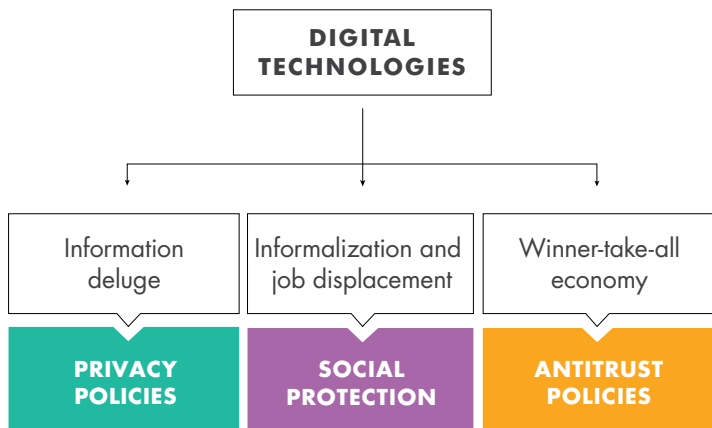 DIGITAL
TECHNOLOGIES
Information
deluge
Informalization and
job displacement
Winner-take-all
economy
PRIVACY
POLICIES
SOCIAL
PROTECTION
ANTITRUST
POLICIES